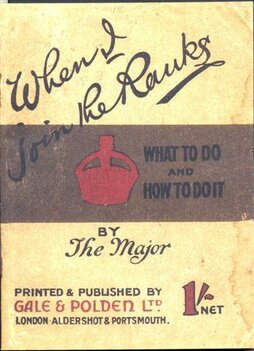 When I
join the Ranks
WHAT TO DO
AND
HOW TO DO IT
BY
The Major
PRINTED & PUBLISHED BY
GALE & POLDEN LTD
LONDON ALDERSHOT & PORTSMOUTH.
1/- NET